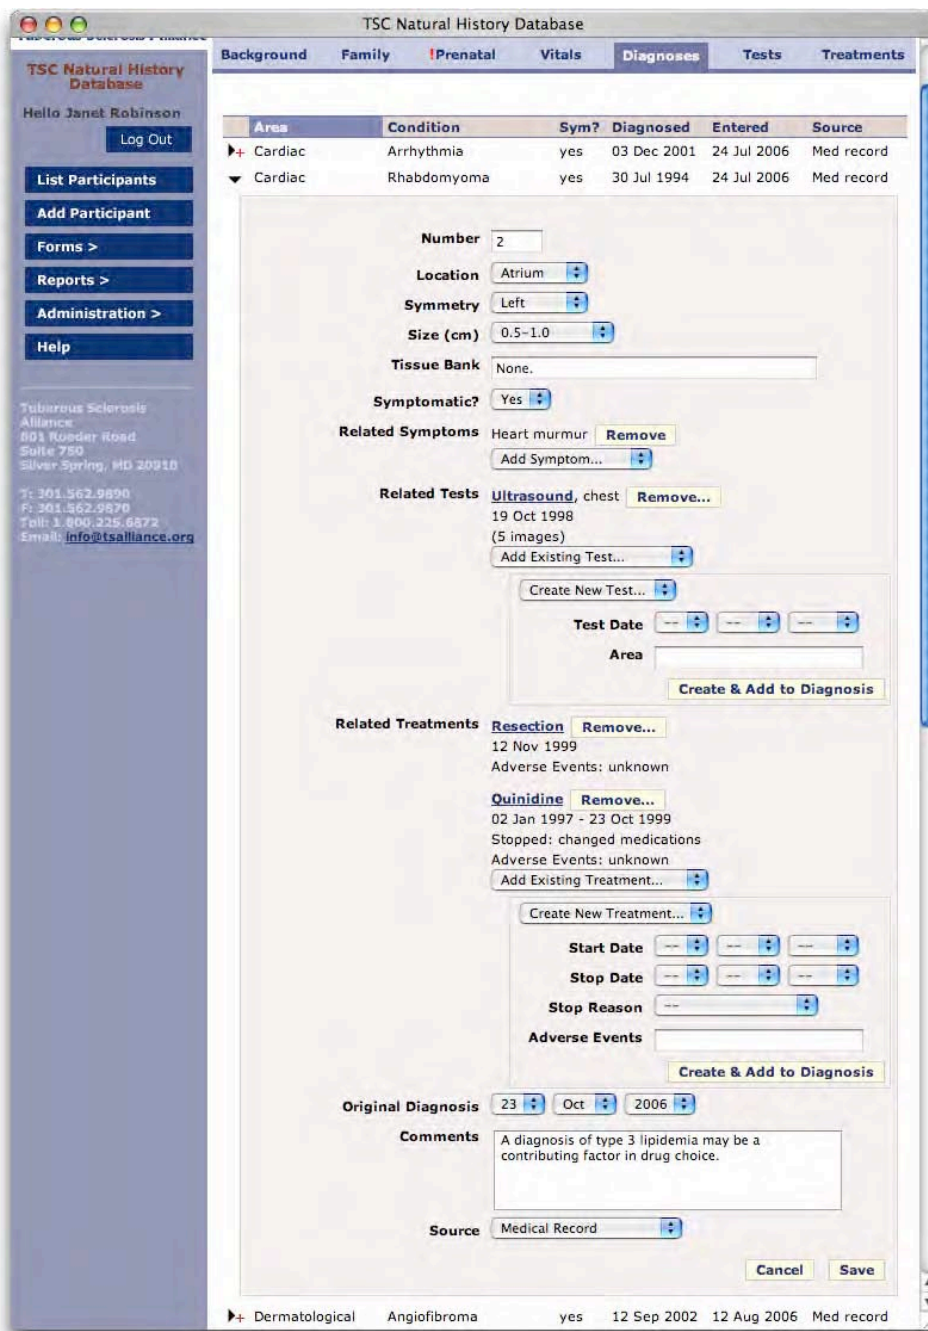 TSC Natural History Database
Tuberous Sclerosis Alliance
Background Family !Prenatal Vitals Diagnoses Tests Treatments
TSC Natural History
Database
Hello Janet Robinson
Log Out
List Participants
Add Participant
Forms >
Reports >
Administration >
Help
Tuberous Sclerosis
Alliance
801 Roeder Road
Suite 750
Silver Spring, MD 20910
T: 301.562.9890
F: 301.562.9870
Toll: 1.800.225.6872
Email: info@tsalliance.org
Area Condition Sym? Diagnosed Entered Source
+ Cardiac Arrhythmia yes 03 Dec 2001 24 Jul 2006 Med record
Cardiac Rhabdomyoma yes 30 Jul 1994 24 Jul 2006 Med record
Number 2
Location Atrium
Symmetry Left
Size (cm) 0.5-1.0
Tissue Bank None.
Symptomatic? Yes
Related Symptoms Heart murmur Remove
Add Symptom...
Related Tests Ultrasound, chest Remove...
19 Oct 1998
(5 images)
Add Existing Test...
Create New Test...
Test Date -- -- --
Area
Create & Add to Diagnosis
Related Treatments Resection Remove...
12 Nov 1999
Adverse Events: unknown
Quinidine Remove...
02 Jan 1997 - 23 Oct 1999
Stopped: changed medications
Adverse Events: unknown
Add Existing Treatment...
Create New Treatment...
Start Date -- -- --
Stop Date -- -- --
Stop Reason --
Adverse Events
Create & Add to Diagnosis
Original Diagnosis 23 Oct 2006
Comments A diagnosis of type 3 lipidemia may be a
contributing factor in drug choice.
Source Medical Record
Cancel Save
+ Dermatological Angiofibroma yes 12 Sep 2002 12 Aug 2006 Med record